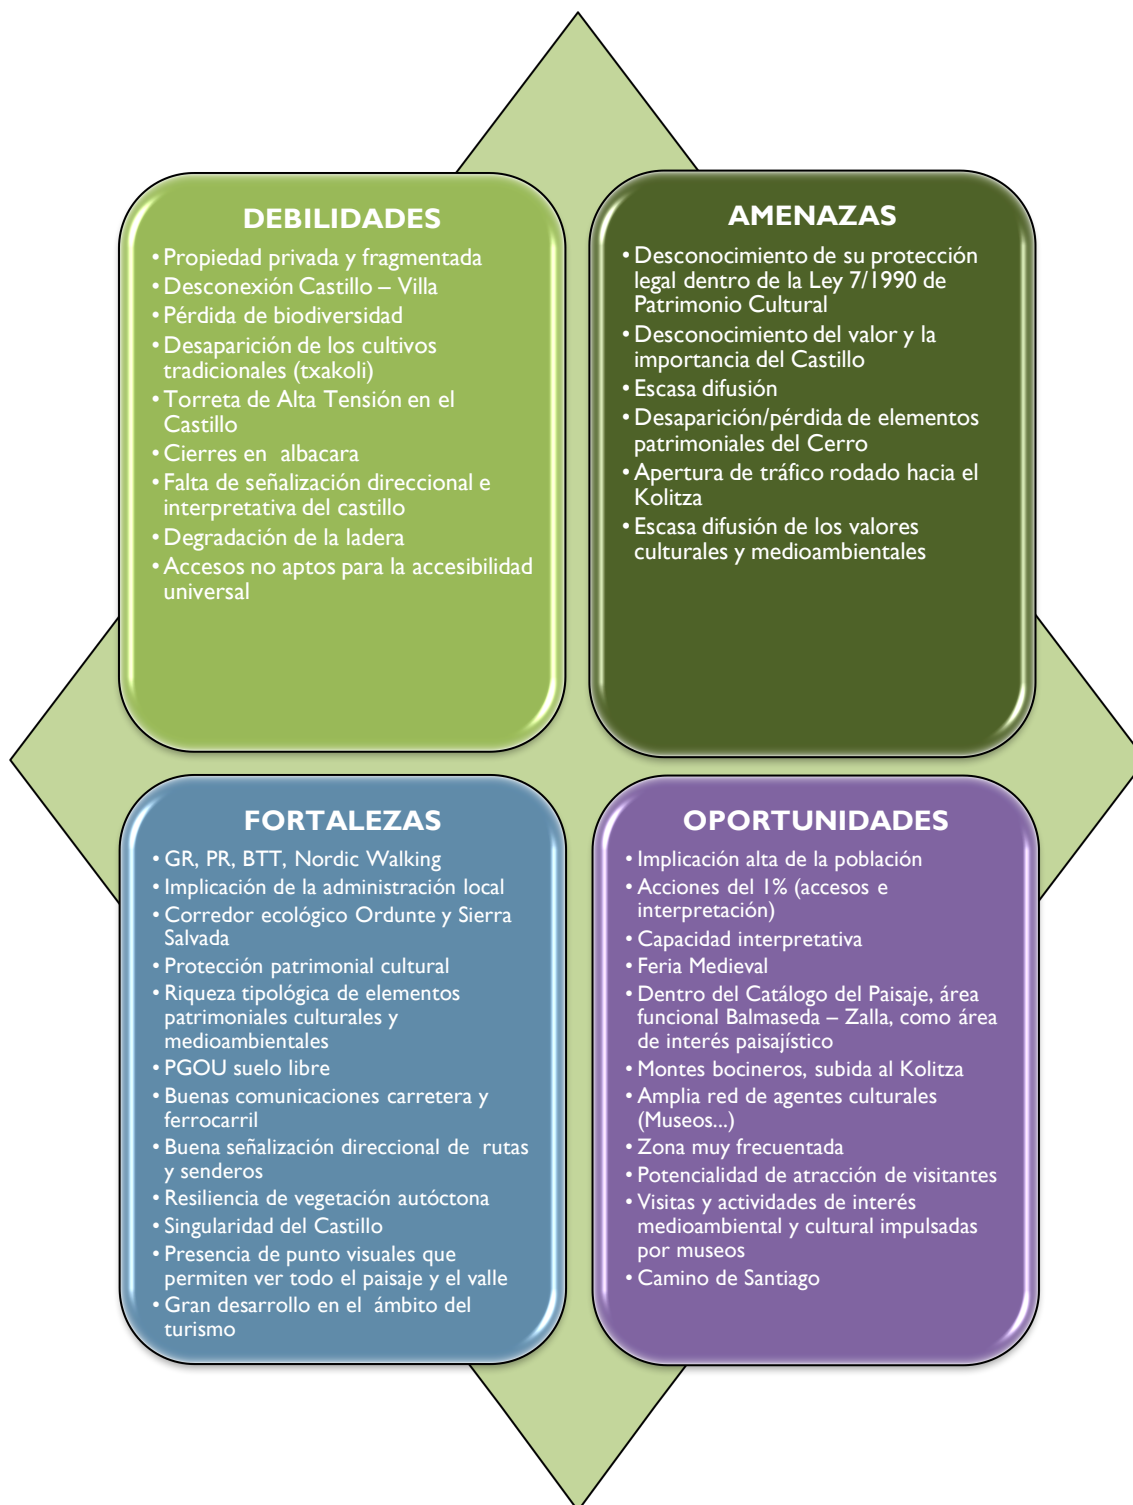 DEBILIDADES
• Propiedad privada y fragmentada
• Desconexión Castillo – Villa
• Pérdida de biodiversidad
• Desaparición de los cultivos
tradicionales (txakoli)
• Torreta de Alta Tensión en el
Castillo
• Cierres en albacara
• Falta de señalización direccional e
interpretativa del castillo
• Degradación de la ladera
• Accesos no aptos para la accesibilidad
universal
AMENAZAS
• Desconocimiento de su protección
legal dentro de la Ley 7/1990 de
Patrimonio Cultural
• Desconocimiento del valor y la
importancia del Castillo
• Escasa difusión
• Desaparición/pérdida de elementos
patrimoniales del Cerro
• Apertura de tráfico rodado hacia el
Kolitza
• Escasa difusión de los valores
culturales y medioambientales
FORTALEZAS
• GR, PR, BTT, Nordic Walking
• Implicación de la administración local
• Corredor ecológico Ordunte y Sierra
Salvada
• Protección patrimonial cultural
• Riqueza tipológica de elementos
patrimoniales culturales y
medioambientales
• PGOU suelo libre
• Buenas comunicaciones carretera y
ferrocarril
• Buena señalización direccional de rutas
y senderos
• Resiliencia de vegetación autóctona
• Singularidad del Castillo
• Presencia de punto visuales que
permiten ver todo el paisaje y el valle
• Gran desarrollo en el ámbito del
turismo
OPORTUNIDADES
• Implicación alta de la población
• Acciones del 1% (accesos e
interpretación)
• Capacidad interpretativa
• Feria Medieval
• Dentro del Catálogo del Paisaje, área
funcional Balmaseda – Zalla, como área
de interés paisajístico
• Montes bocineros, subida al Kolitza
• Amplia red de agentes culturales
(Museos...)
• Zona muy frecuentada
• Potencialidad de atracción de visitantes
• Visitas y actividades de interés
medioambiental y cultural impulsadas
por museos
• Camino de Santiago